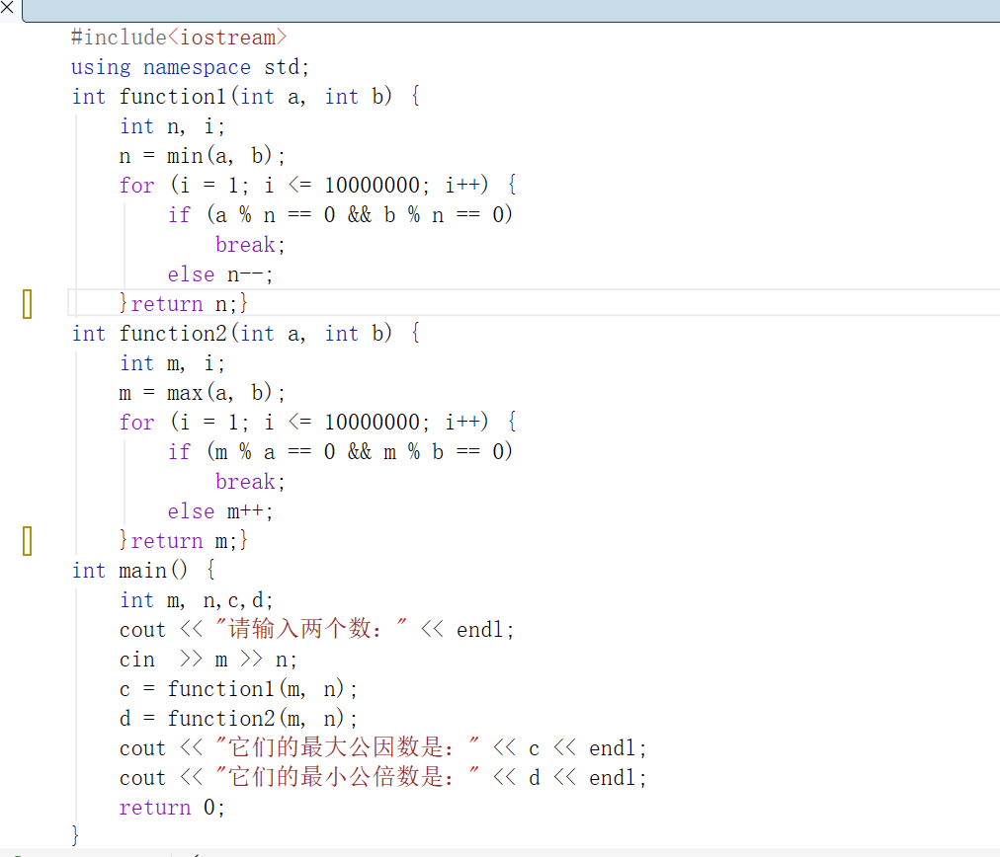 #include<iostream>
using namespace std;
int function1(int a, int b) {
    int n, i;
    n = min(a, b);
    for (i = 1; i <= 10000000; i++) {
        if (a % n == 0 && b % n == 0)
            break;
        else n--;
    }return n;}
int function2(int a, int b) {
    int m, i;
    m = max(a, b);
    for (i = 1; i <= 10000000; i++) {
        if (m % a == 0 && m % b == 0)
            break;
        else m++;
    }return m;}
int main() {
    int m, n,c,d;
    cout << "请输入两个数：" << endl;
    cin  >> m >> n;
    c = function1(m, n);
    d = function2(m, n);
    cout << "它们的最大公因数是：" << c << endl;
    cout << "它们的最小公倍数是：" << d << endl;
    return 0;
}